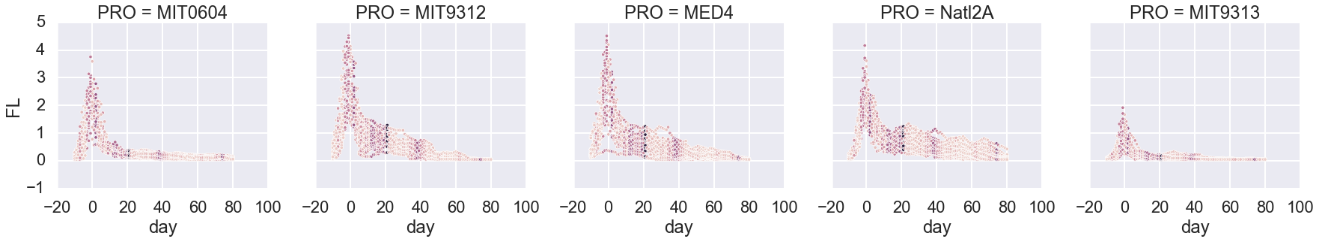 PRO = MIT0604 PRO = MIT9312 PRO = MED4 PRO = Natl2A PRO = MIT9313
5
4
3
2
1
0
−1
FL
−20 0 20 40 60 80 100 −20 0 20 40 60 80 100 −20 0 20 40 60 80 100 −20 0 20 40 60 80 100 −20 0 20 40 60 80 100
day day day day day